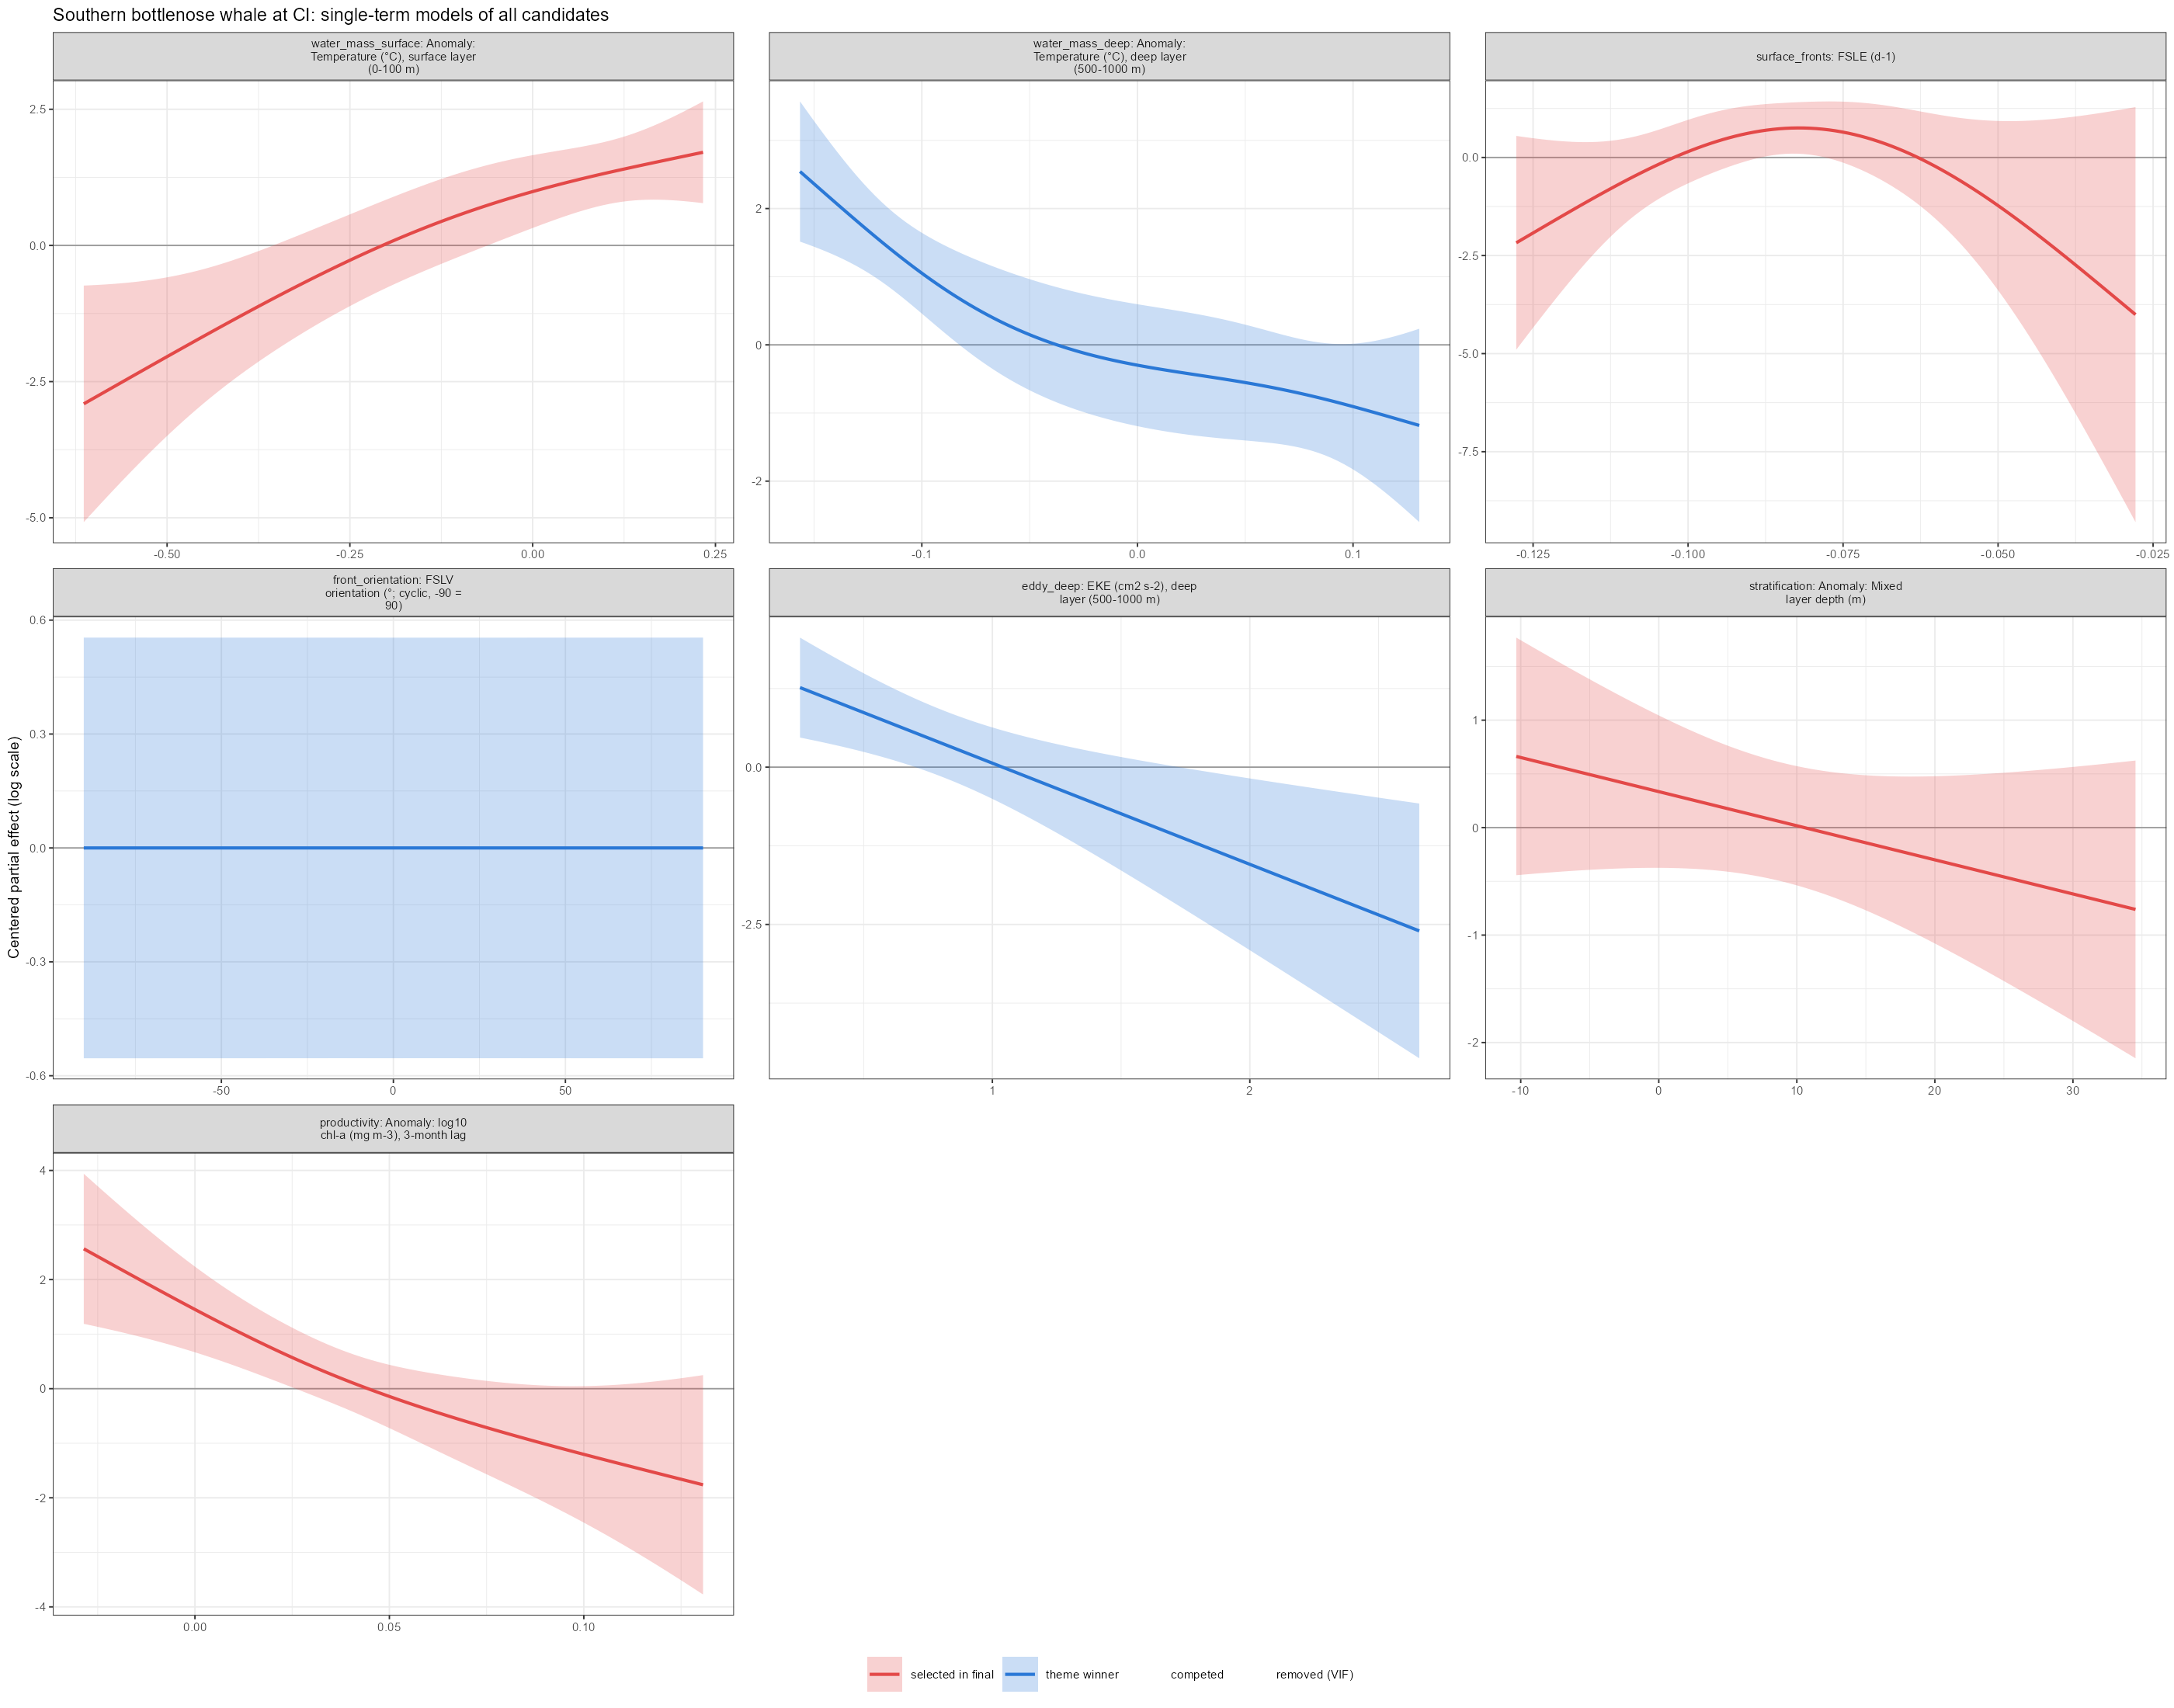 Southern bottlenose whale at CI: single-term models of all candidates
water_mass_surface: Anomaly:
Temperature (°C), surface layer
(0-100 m)
water_mass_deep: Anomaly:
Temperature (°C), deep layer
(500-1000 m)
surface_fronts: FSLE (d-1)
2.5
0.0
-2.5
-5.0
-0.50
-0.25
0.00
0.25
2
0
-2
-0.1
0.0
0.1
0.0
-2.5
-5.0
-7.5
-0.125
-0.100
-0.075
-0.050
-0.025
front_orientation: FSLV
orientation (°; cyclic, -90 =
90)
eddy_deep: EKE (cm2 s-2), deep
layer (500-1000 m)
stratification: Anomaly: Mixed
layer depth (m)
Centered partial effect (log scale)
0.6
0.3
0.0
-0.3
-0.6
-50
0
50
0.0
-2.5
1
2
1
0
-1
-2
-10
0
10
20
30
productivity: Anomaly: log10
chl-a (mg m-3), 3-month lag
4
2
0
-2
-4
0.00
0.05
0.10
selected in final
theme winner
competed
removed (VIF)